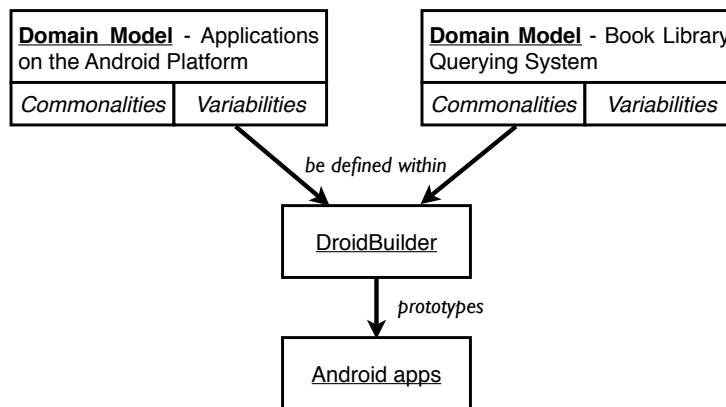 Domain Model - Applications
on the Android Platform
Commonalities Variabilities
Domain Model - Book Library
Querying System
Commonalities Variabilities
be defined within
DroidBuilder
prototypes
Android apps